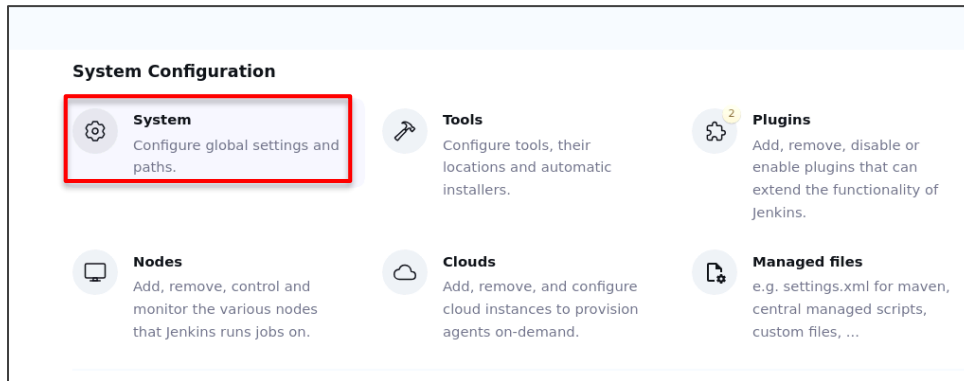 System Configuration
System
Configure global settings and
paths.
Tools
Configure tools, their
locations and automatic
installers.
2
Plugins
Add, remove, disable or
enable plugins that can
extend the functionality of
Jenkins.
Nodes
Add, remove, control and
monitor the various nodes
that Jenkins runs jobs on.
Clouds
Add, remove, and configure
cloud instances to provision
agents on-demand.
Managed files
e.g. settings.xml for maven,
central managed scripts,
custom files, ...